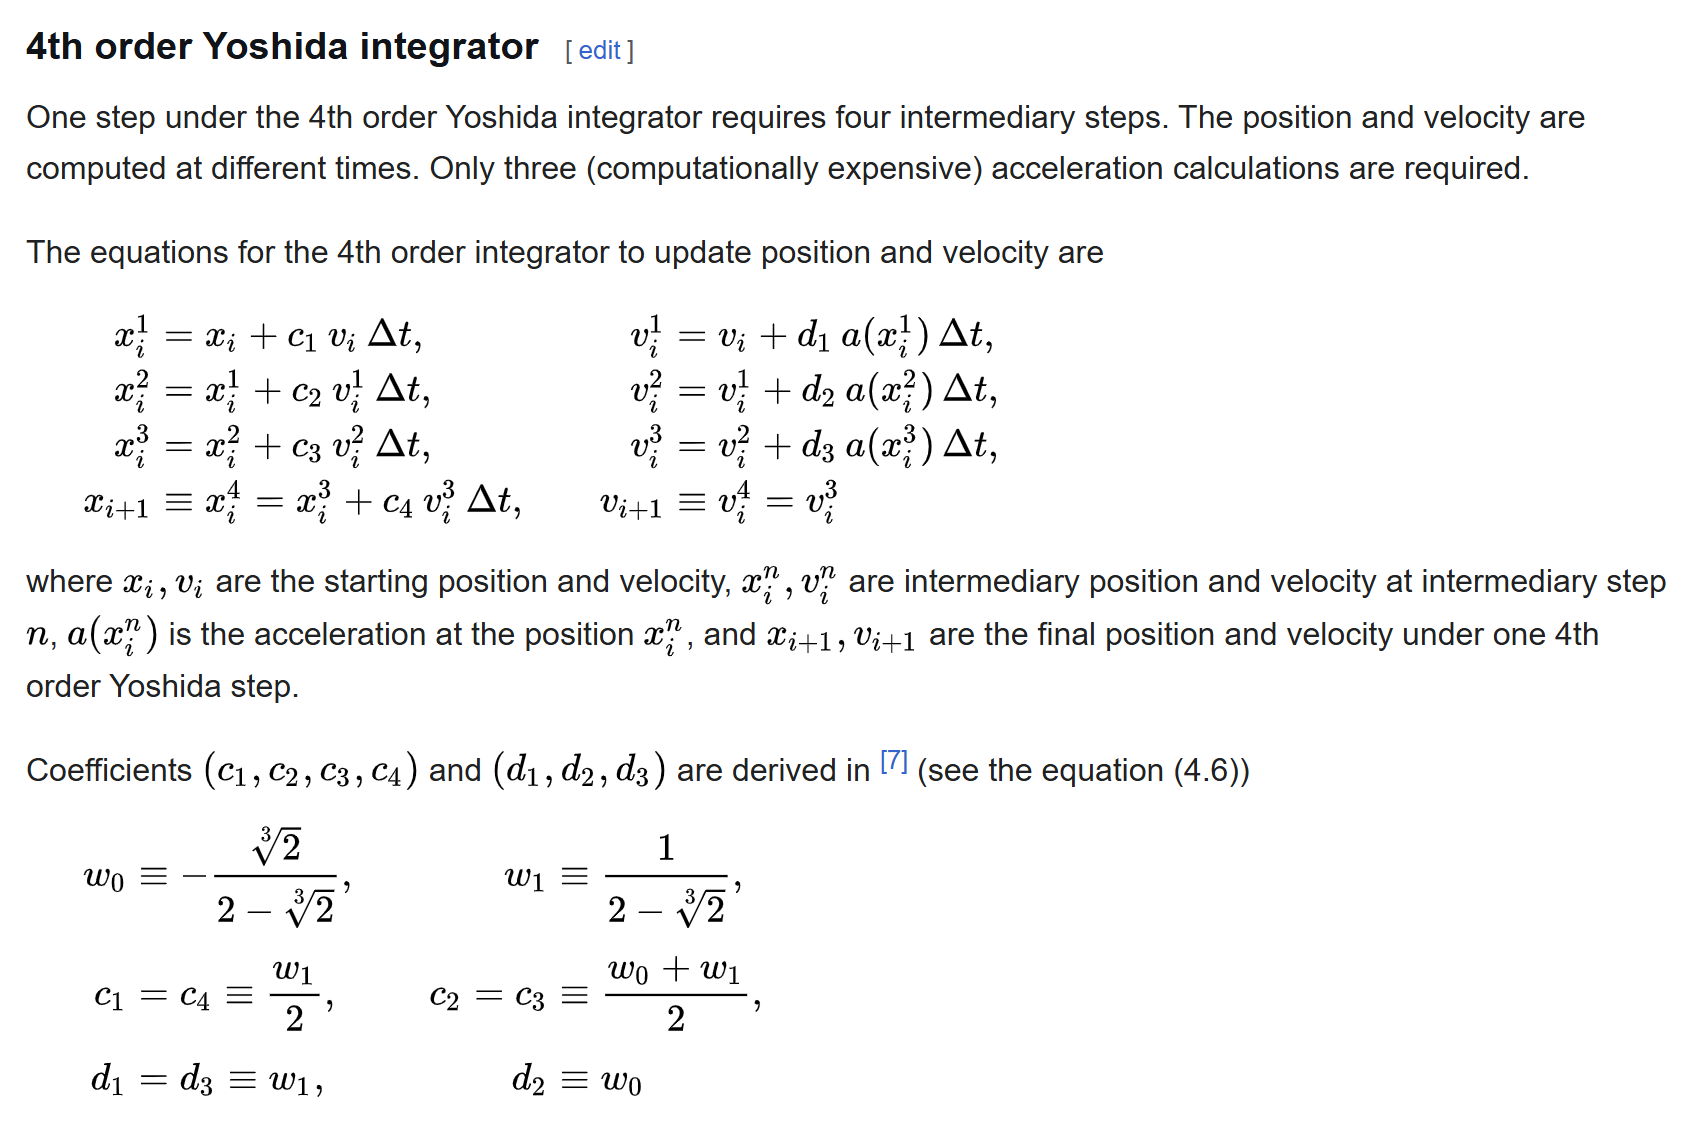 4th order Yoshida integrator [ edit ]
One step under the 4th order Yoshida integrator requires four intermediary steps. The position and velocity are
computed at different times. Only three (computationally expensive) acceleration calculations are required.
The equations for the 4th order integrator to update position and velocity are
$x_i^1 = x_i + c_1\, v_i\, \Delta t,$ $v_i^1 = v_i + d_1\, a(x_i^1)\, \Delta t,$
$x_i^2 = x_i^1 + c_2\, v_i^1\, \Delta t,$ $v_i^2 = v_i^1 + d_2\, a(x_i^2)\, \Delta t,$
$x_i^3 = x_i^2 + c_3\, v_i^2\, \Delta t,$ $v_i^3 = v_i^2 + d_3\, a(x_i^3)\, \Delta t,$
$x_{i+1} \equiv x_i^4 = x_i^3 + c_4\, v_i^3\, \Delta t,$ $v_{i+1} \equiv v_i^4 = v_i^3$
where $x_i, v_i$ are the starting position and velocity, $x_i^n, v_i^n$ are intermediary position and velocity at intermediary step
$n$, $a(x_i^n)$ is the acceleration at the position $x_i^n$, and $x_{i+1}, v_{i+1}$ are the final position and velocity under one 4th
order Yoshida step.
Coefficients $(c_1, c_2, c_3, c_4)$ and $(d_1, d_2, d_3)$ are derived in [7] (see the equation (4.6))
$w_0 \equiv -\frac{\sqrt[3]{2}}{2 - \sqrt[3]{2}},$ $w_1 \equiv \frac{1}{2 - \sqrt[3]{2}},$
$c_1 = c_4 \equiv \frac{w_1}{2},$ $c_2 = c_3 \equiv \frac{w_0 + w_1}{2},$
$d_1 = d_3 \equiv w_1,$ $d_2 \equiv w_0$